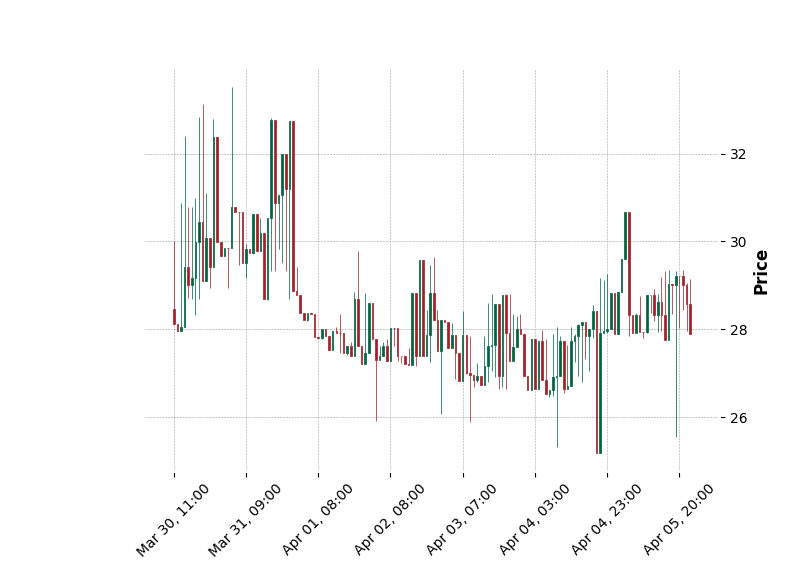 32
30
28
26
Price
Mar 30, 11:00
Mar 31, 09:00
Apr 01, 08:00
Apr 02, 08:00
Apr 03, 07:00
Apr 04, 03:00
Apr 04, 23:00
Apr 05, 20:00